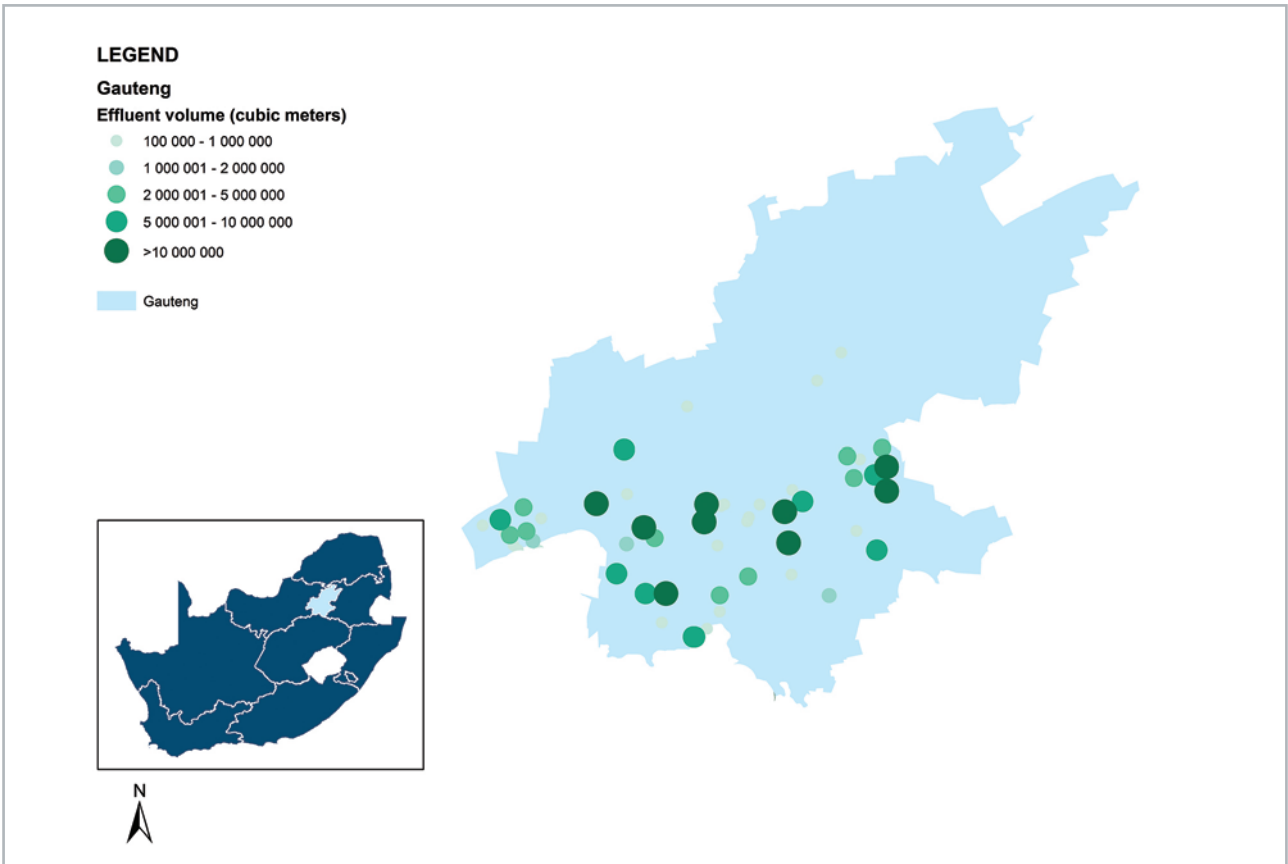 LEGEND
Gauteng
Effluent volume (cubic meters)
100 000 - 1 000 000
1 000 001 - 2 000 000
2 000 001 - 5 000 000
5 000 001 - 10 000 000
>10 000 000
Gauteng
N